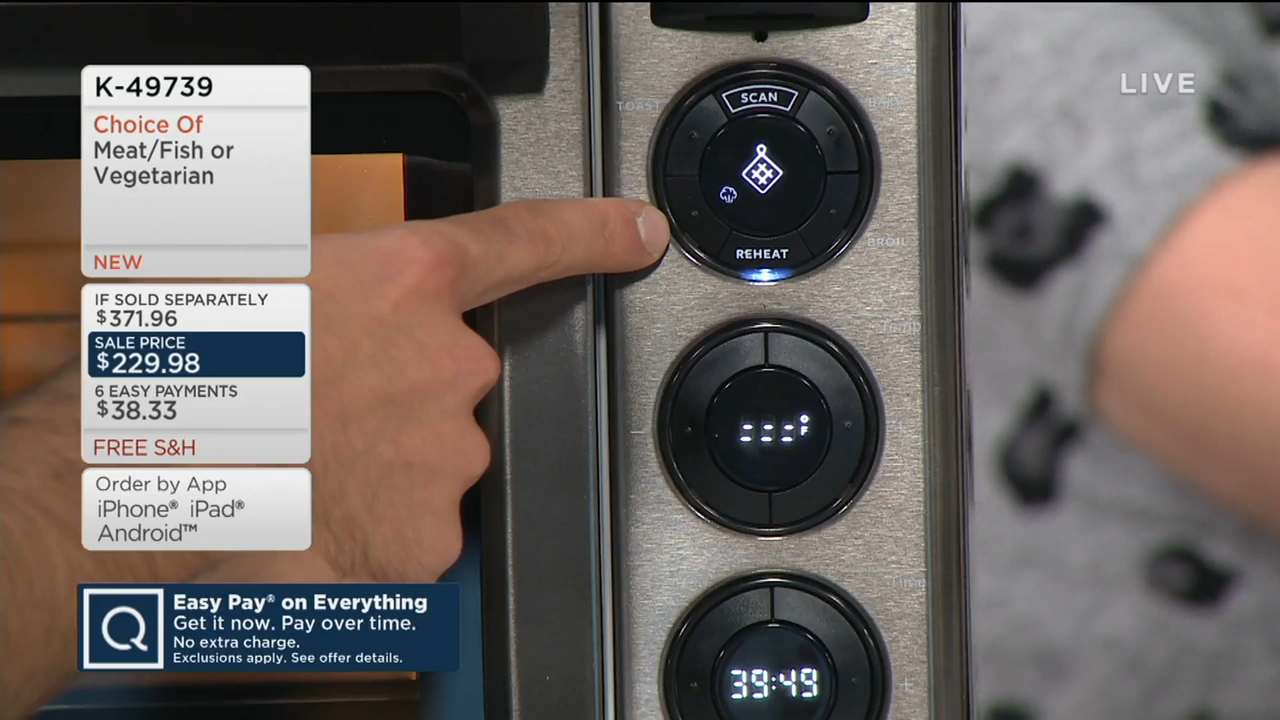 K-49739
Choice Of
Meat/Fish or
Vegetarian
NEW
IF SOLD SEPARATELY
$371.96
SALE PRICE
$229.98
6 EASY PAYMENTS
$38.33
FREE S&H
Order by App
iPhone® iPad®
Android™
Q
Easy Pay® on Everything
Get it now. Pay over time.
No extra charge.
Exclusions apply. See offer details.
LIVE
TOAST
SCAN
BROIL
REHEAT
Temp
°F
Time
39:49
+